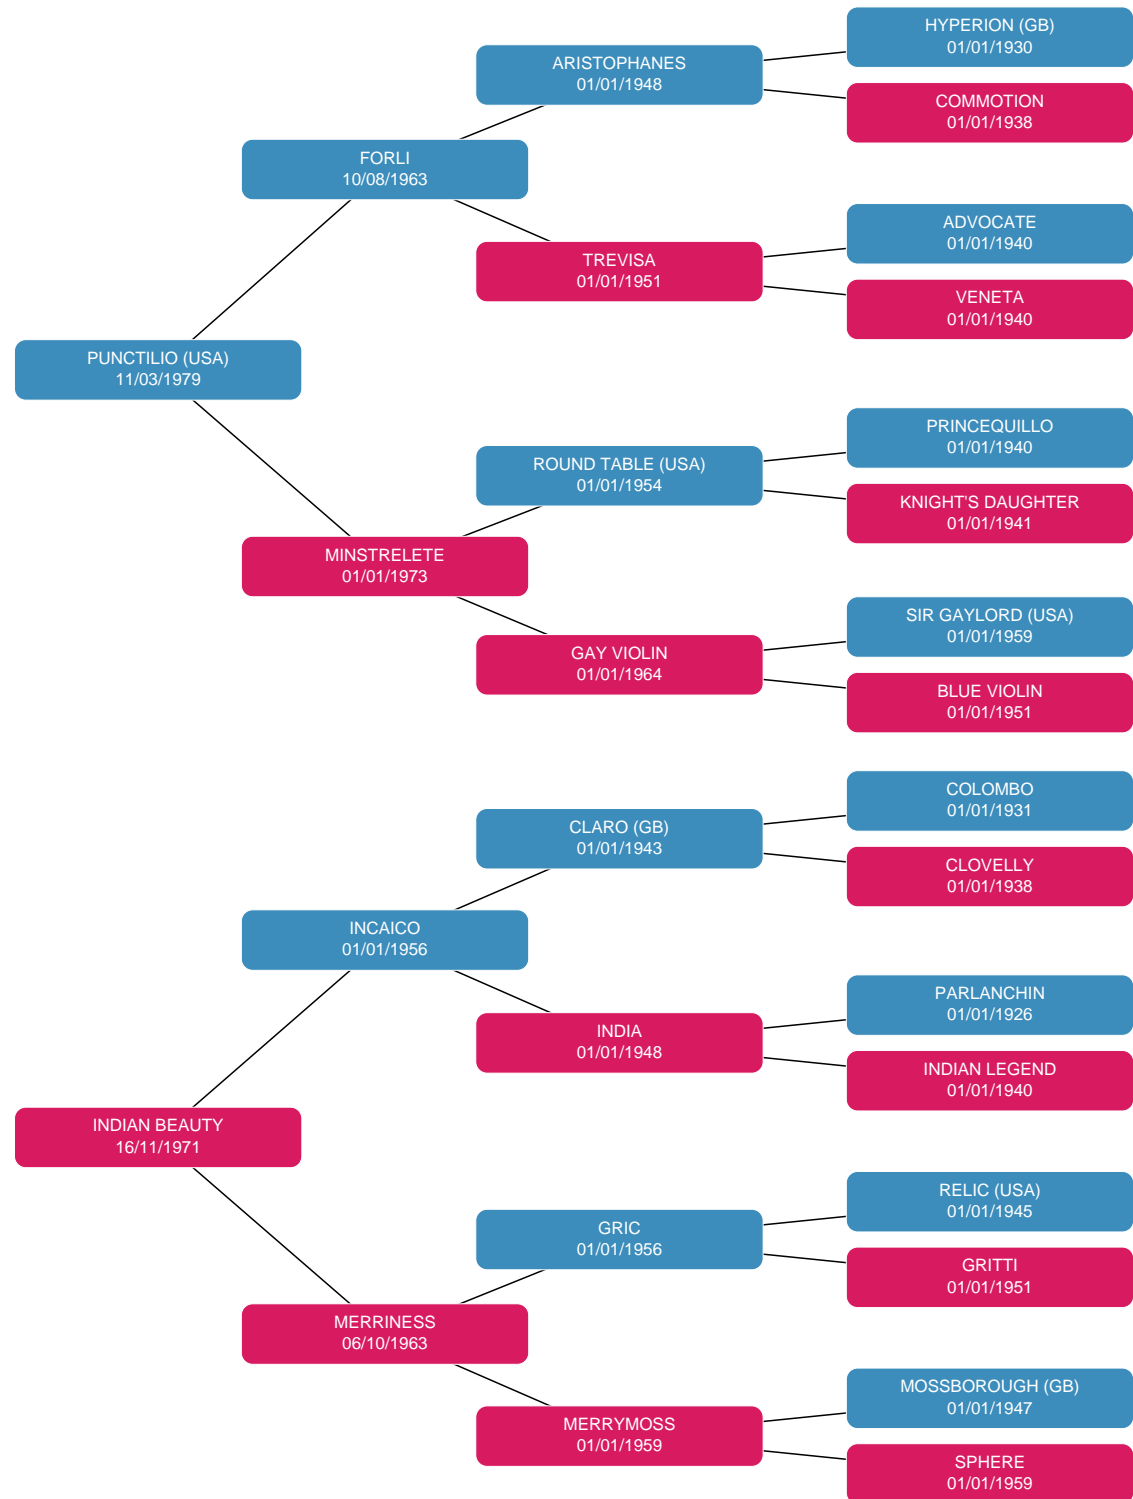 HYPERION (GB)
01/01/1930
ARISTOPHANES
01/01/1948
COMMOTION
01/01/1938
FORLI
10/08/1963
ADVOCATE
01/01/1940
TREVISA
01/01/1951
VENETA
01/01/1940
PUNCTILIO (USA)
11/03/1979
PRINCEQUILLO
01/01/1940
ROUND TABLE (USA)
01/01/1954
KNIGHT'S DAUGHTER
01/01/1941
MINSTRELETE
01/01/1973
SIR GAYLORD (USA)
01/01/1959
GAY VIOLIN
01/01/1964
BLUE VIOLIN
01/01/1951
COLOMBO
01/01/1931
CLARO (GB)
01/01/1943
CLOVELLY
01/01/1938
INCAICO
01/01/1956
PARLANCHIN
01/01/1926
INDIA
01/01/1948
INDIAN LEGEND
01/01/1940
INDIAN BEAUTY
16/11/1971
RELIC (USA)
01/01/1945
GRIC
01/01/1956
GRITTI
01/01/1951
MERRINESS
06/10/1963
MOSSBOROUGH (GB)
01/01/1947
MERRYMOSS
01/01/1959
SPHERE
01/01/1959